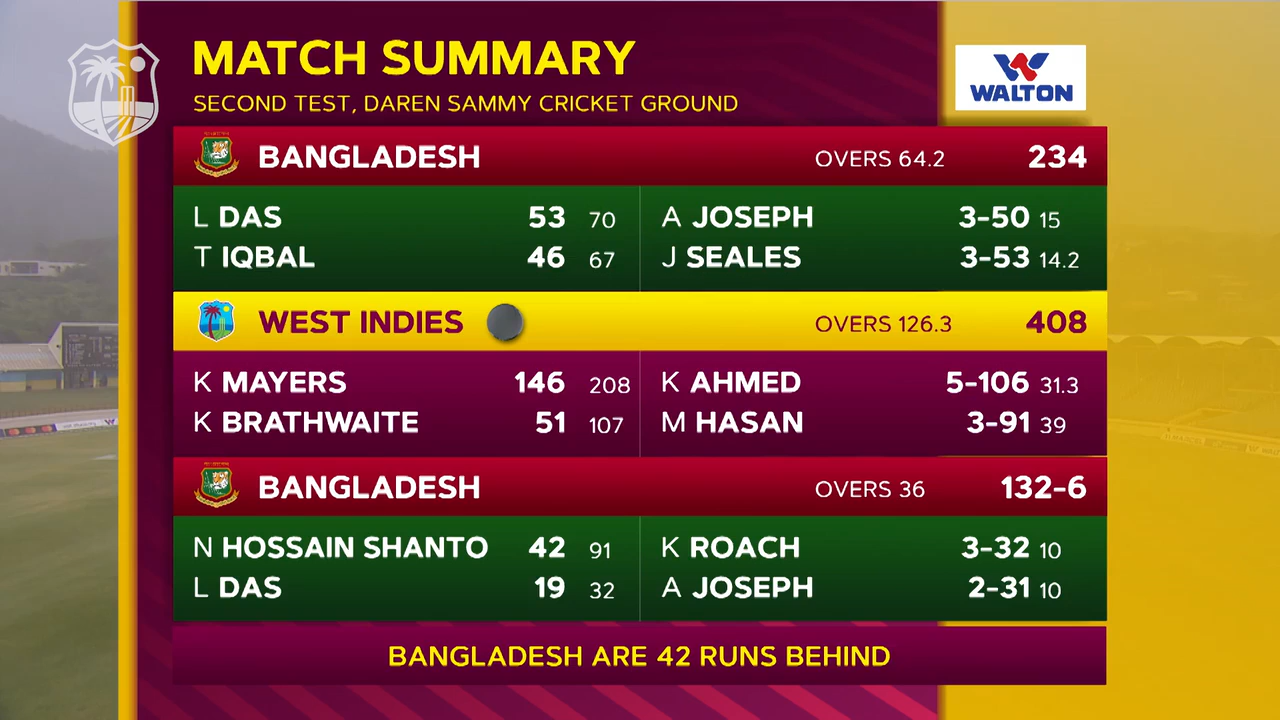 MATCH SUMMARY
SECOND TEST, DAREN SAMMY CRICKET GROUND
WALTON
BANGLADESH OVERS 64.2 234
L DAS 53 70 A JOSEPH 3-50 15
T IQBAL 46 67 J SEALES 3-53 14.2
WEST INDIES OVERS 126.3 408
K MAYERS 146 208 K AHMED 5-106 31.3
K BRATHWAITE 51 107 M HASAN 3-91 39
BANGLADESH OVERS 36 132-6
N HOSSAIN SHANTO 42 91 K ROACH 3-32 10
L DAS 19 32 A JOSEPH 2-31 10
BANGLADESH ARE 42 RUNS BEHIND